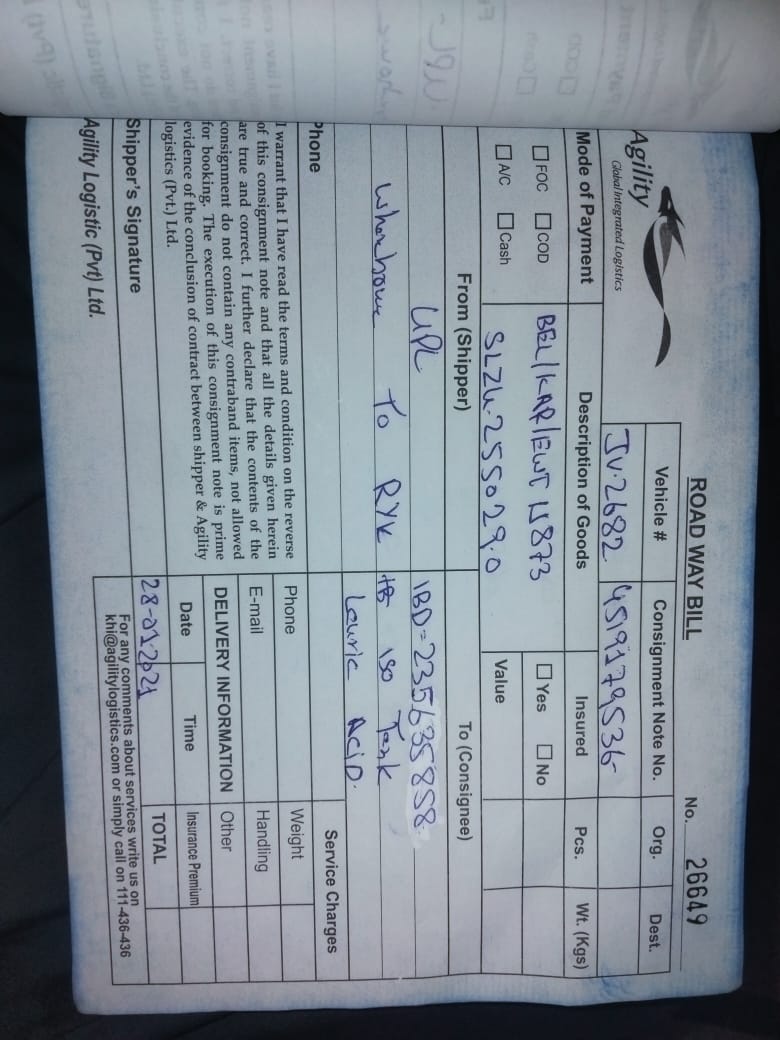 ROAD WAY BILL
No. 26649
Agility
Global Integrated Logistics
Vehicle # Consignment Note No. Org. Dest.
JV-2682 4519179536
Mode of Payment Description of Goods Insured Pcs. Wt. (Kgs)
FOC COD BEL/KAR/EWT 15873 Yes No
A/C Cash SLZU-255029.0 Value
From (Shipper) To (Consignee)
UPL IBD=235635858
To RYK ISO Tank
Lauric Acid.
Phone Service Charges
I warrant that I have read the terms and condition on the reverse
of this consignment note and that all the details given herein
are true and correct. I further declare that the contents of the
consignment do not contain any contraband items, not allowed
for booking. The execution of this consignment note is prime
evidence of the conclusion of contract between shipper & Agility
logistics (Pvt.) Ltd.
Phone Weight
E-mail Handling
DELIVERY INFORMATION Other
Date Time Insurance Premium
28-01-2021 TOTAL
Shipper's Signature
For any comments about services write us on
khi@agilitylogistics.com or simply call on 111-436-436
Agility Logistic (Pvt) Ltd.